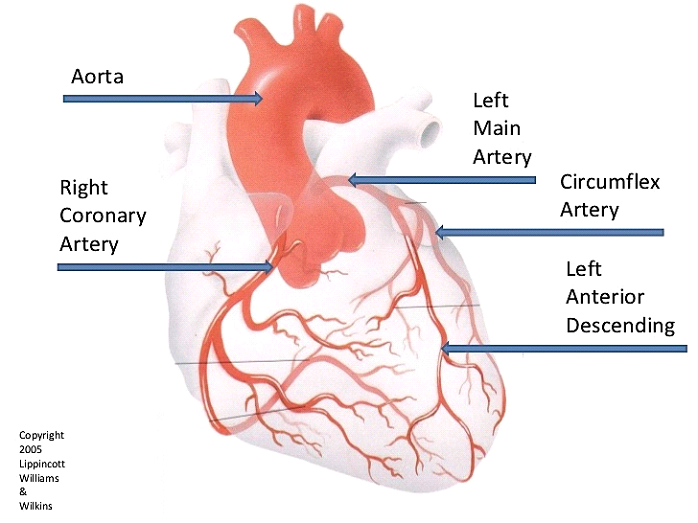 Aorta
Left
Main
Artery
Circumflex
Artery
Right
Coronary
Artery
Left
Anterior
Descending
Copyright
2005
Lippincott
Williams
&
Wilkins